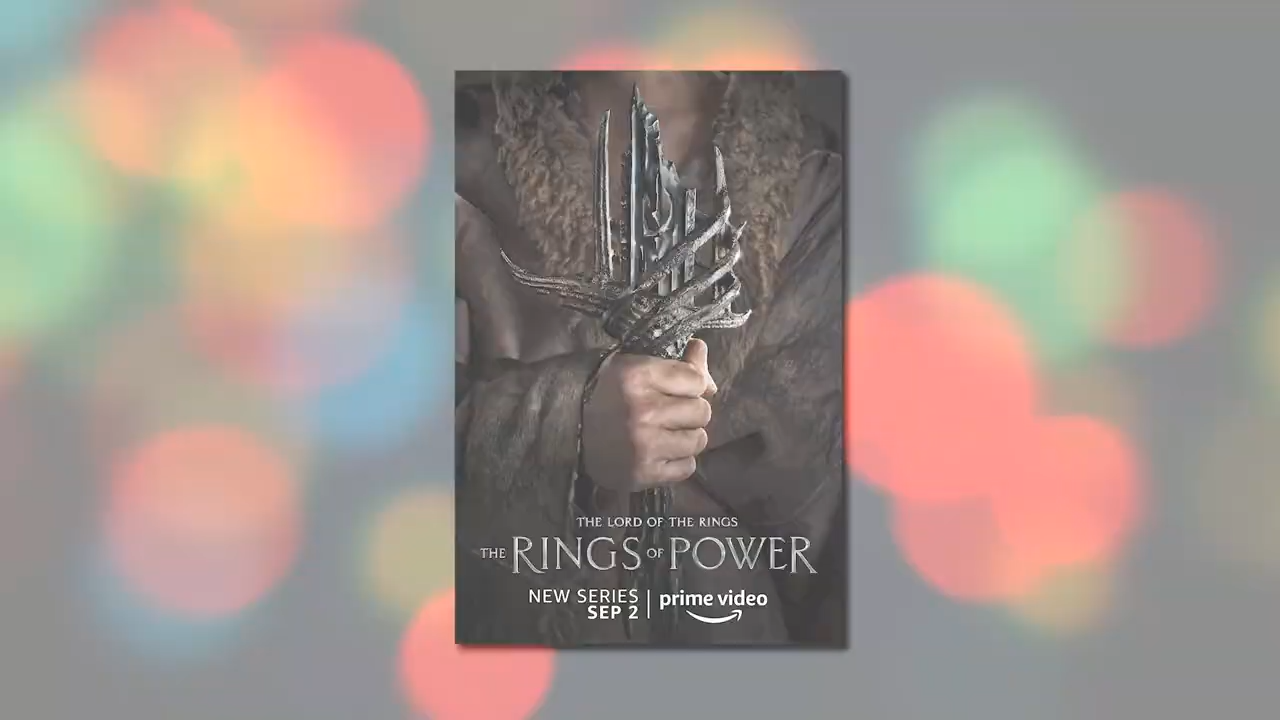 THE LORD OF THE RINGS
THE RINGS OF POWER
NEW SERIES
SEP 2
prime video